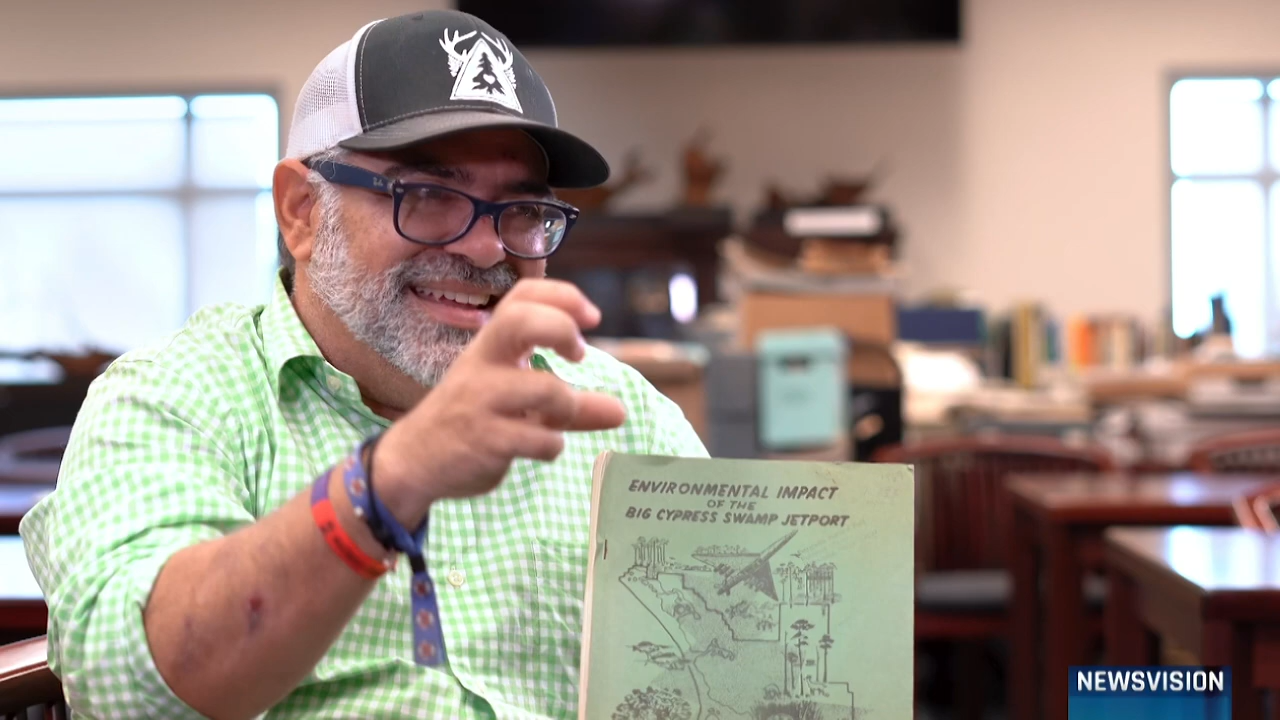 ENVIRONMENTAL IMPACT
OF THE
BIG CYPRESS SWAMP JETPORT
NEWSVISION